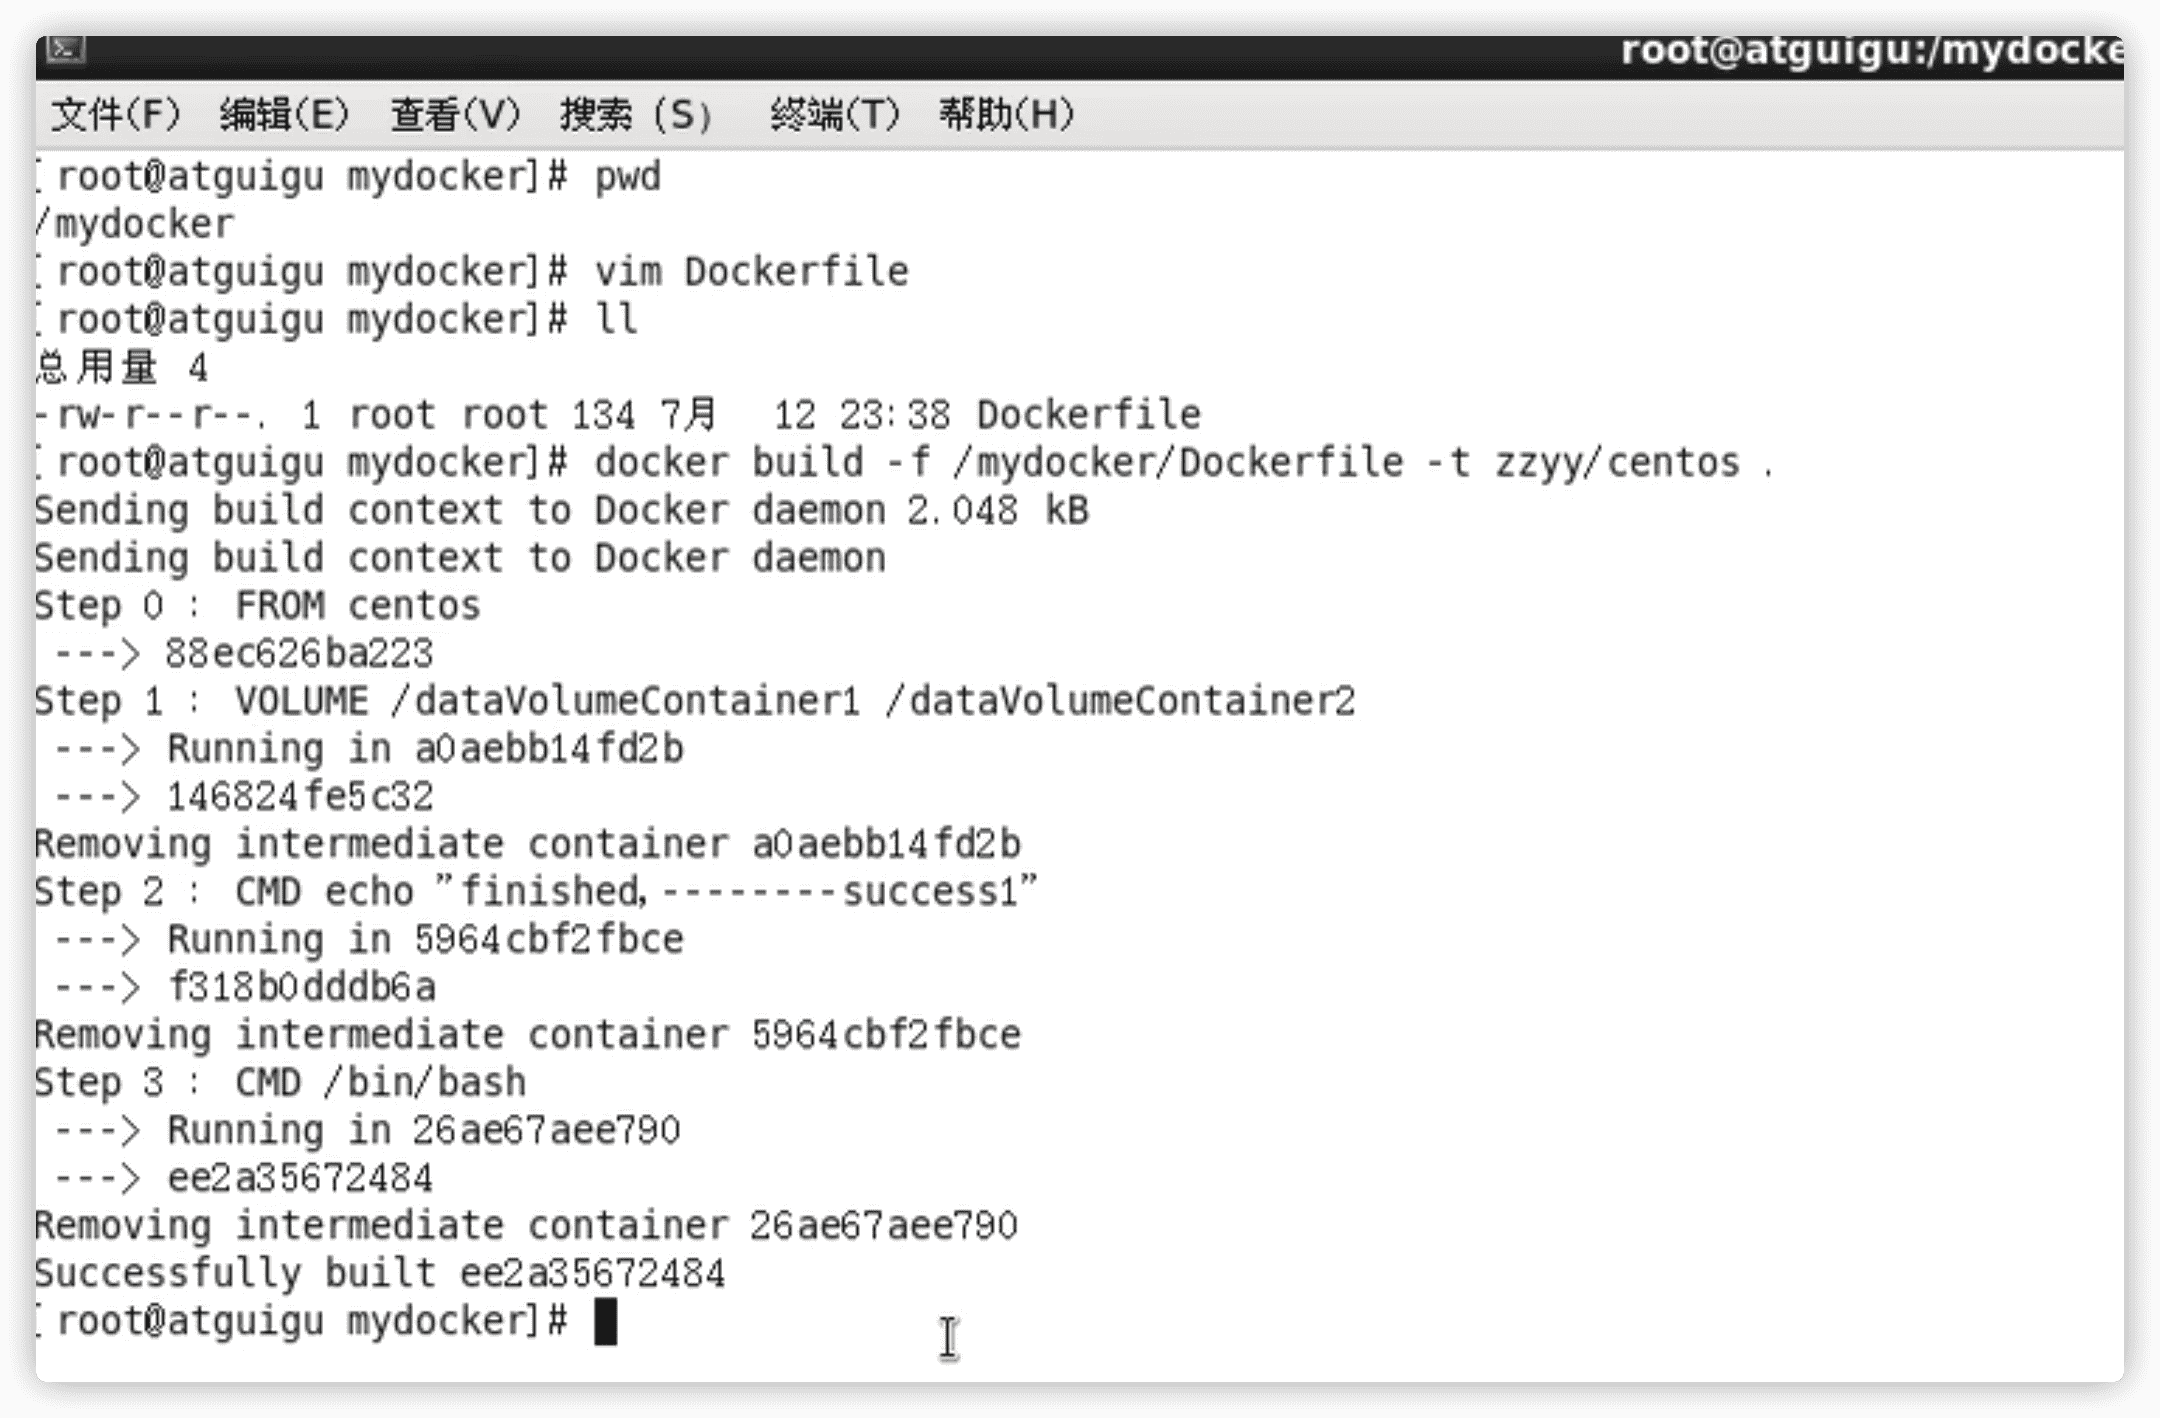 root@atguigu:/mydocke
文件(F) 编辑(E) 查看(V) 搜索 (S) 终端(T) 帮助(H)
[root@atguigu mydocker]# pwd
/mydocker
[root@atguigu mydocker]# vim Dockerfile
[root@atguigu mydocker]# ll
总用量 4
-rw-r--r--. 1 root root 134 7月  12 23:38 Dockerfile
[root@atguigu mydocker]# docker build -f /mydocker/Dockerfile -t zzyy/centos .
Sending build context to Docker daemon 2.048 kB
Sending build context to Docker daemon
Step 0 : FROM centos
 ---> 88ec626ba223
Step 1 : VOLUME /dataVolumeContainer1 /dataVolumeContainer2
 ---> Running in a0aebb14fd2b
 ---> 146824fe5c32
Removing intermediate container a0aebb14fd2b
Step 2 : CMD echo "finished,--------success1"
 ---> Running in 5964cbf2fbce
 ---> f318b0dddb6a
Removing intermediate container 5964cbf2fbce
Step 3 : CMD /bin/bash
 ---> Running in 26ae67aee790
 ---> ee2a35672484
Removing intermediate container 26ae67aee790
Successfully built ee2a35672484
[root@atguigu mydocker]#